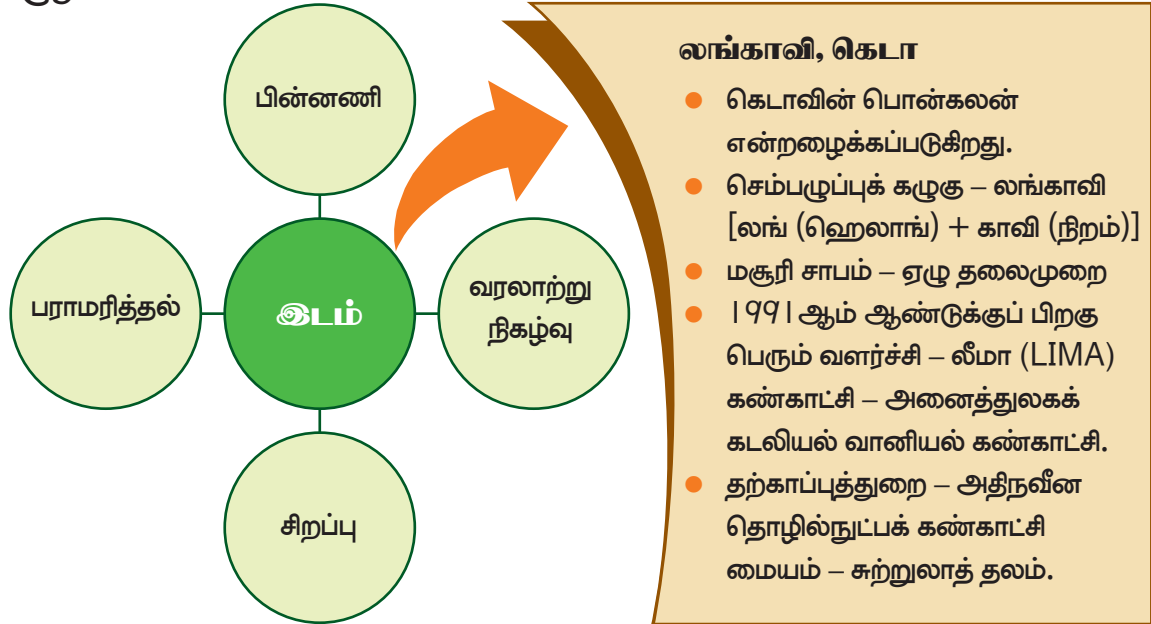 பின்னணி
பராமரித்தல்
இடம்
வரலாற்று
நிகழ்வு
சிறப்பு
லங்காவி, கெடா
● கெடாவின் பொன்கலன்
என்றழைக்கப்படுகிறது.
● செம்பழுப்புக் கழுகு – லங்காவி
[லங் (ஹெலாங்) + காவி (நிறம்)]
● மசூரி சாபம் – ஏழு தலைமுறை
● 1991ஆம் ஆண்டுக்குப் பிறகு
பெரும் வளர்ச்சி – லீமா (LIMA)
கண்காட்சி – அனைத்துலகக்
கடலியல் வானியல் கண்காட்சி.
● தற்காப்புத்துறை – அதிநவீன
தொழில்நுட்பக் கண்காட்சி
மையம் – சுற்றுலாத் தலம்.